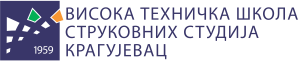 ВИСОКА ТЕХНИЧКА ШКОЛА
СТРУКОВНИХ СТУДИЈА
КРАГУЈЕВАЦ
1959